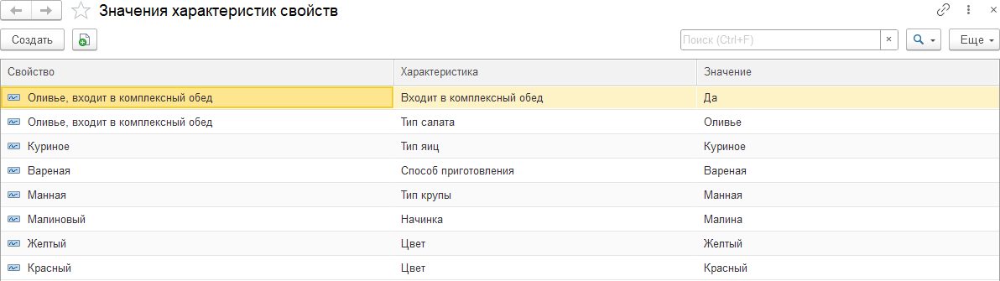 Значения характеристик свойств
Создать Поиск (Ctrl+F) × Еще
Свойство Характеристика Значение
Оливье, входит в комплексный обед Входит в комплексный обед Да
Оливье, входит в комплексный обед Тип салата Оливье
Куриное Тип яиц Куриное
Вареная Способ приготовления Вареная
Манная Тип крупы Манная
Малиновый Начинка Малина
Желтый Цвет Желтый
Красный Цвет Красный